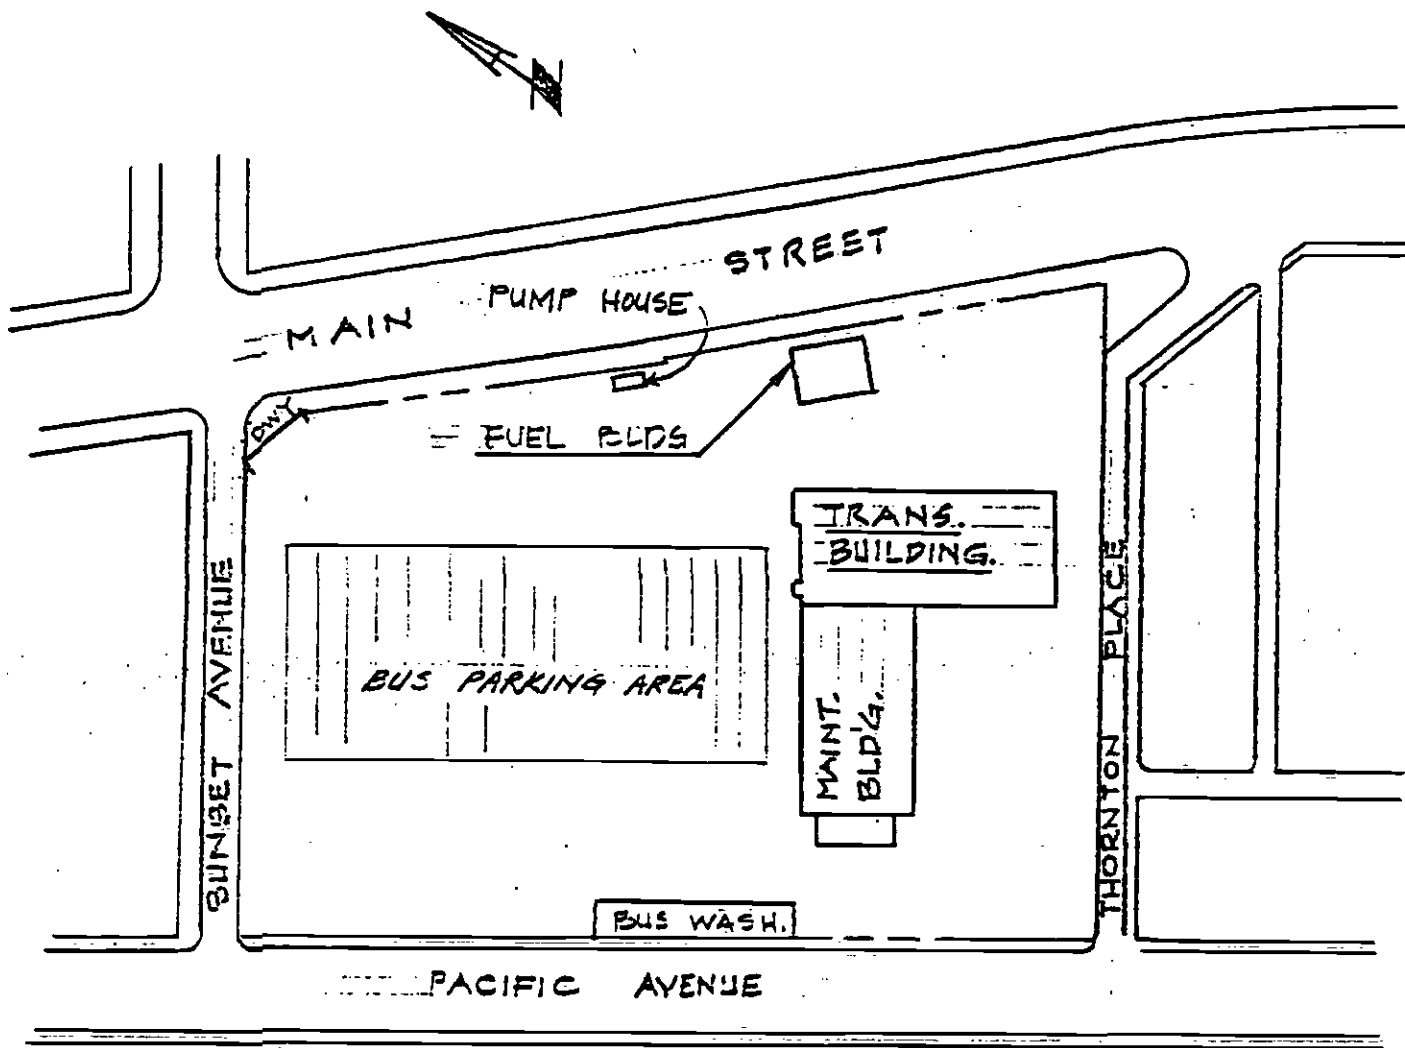 N
STREET
PUMP HOUSE
MAIN
DWY
FUEL BLDG
TRANS.
BUILDING.
BUS PARKING AREA
MAINT.
BLD'G.
SUNSET AVENUE
THORNTON PLACE
BUS WASH.
PACIFIC AVENUE